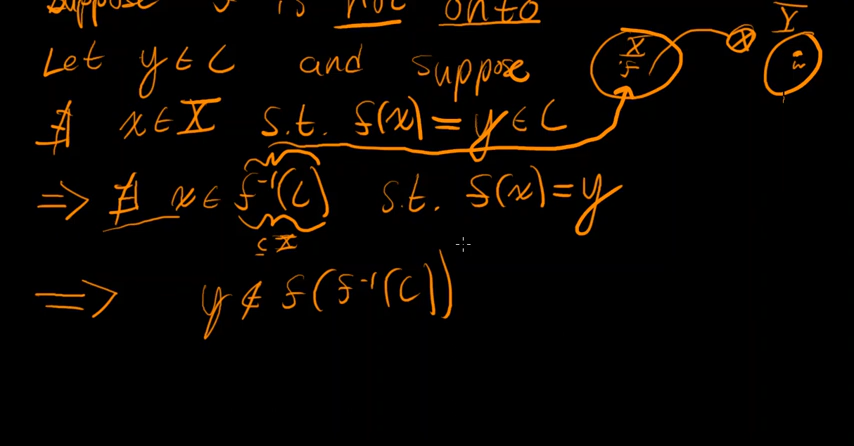 suppose f is not onto
Let y ∈ C and suppose
∄ x ∈ X s.t. f(x) = y ∈ C
=> ∄ x ∈ f⁻¹(C) s.t. f(x) = y
⊆ X
=> y ∉ f(f⁻¹(C))
X
f
Y